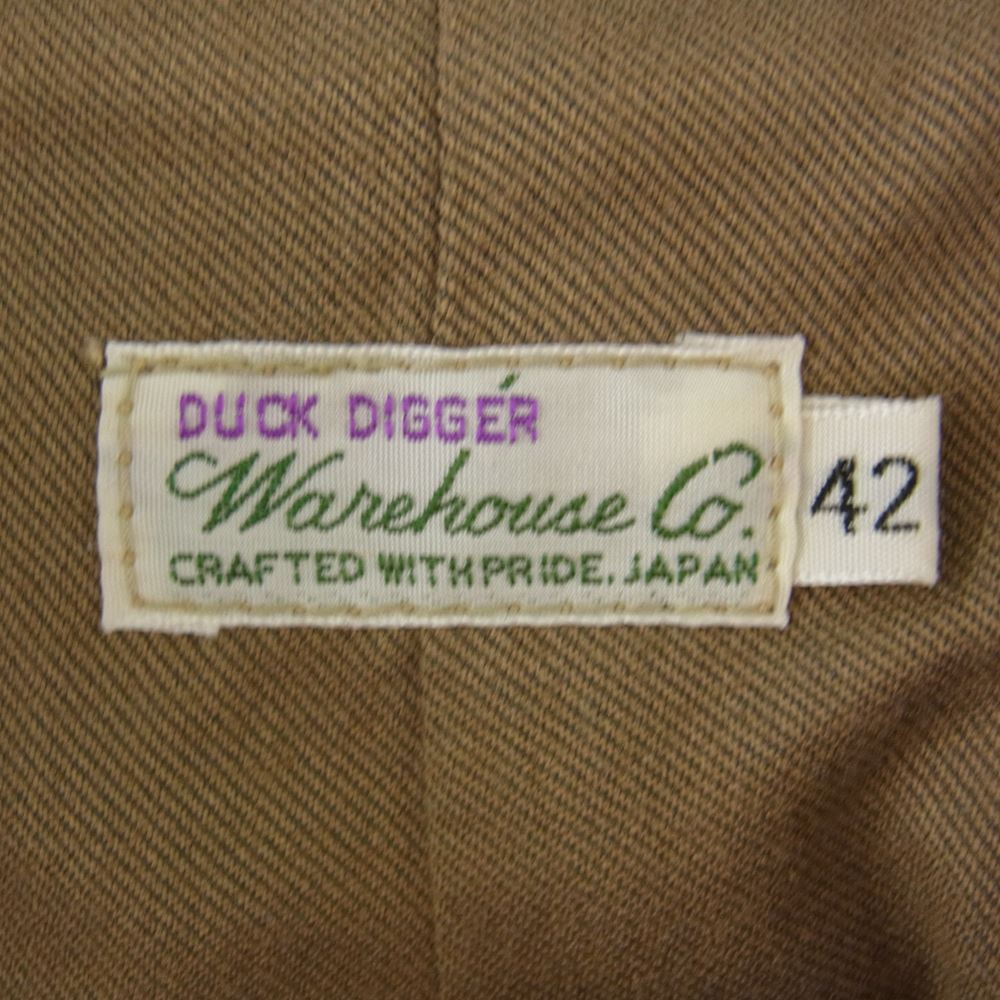 DUCK DIGGER
Warehouse Co.
CRAFTED WITH PRIDE. JAPAN
42